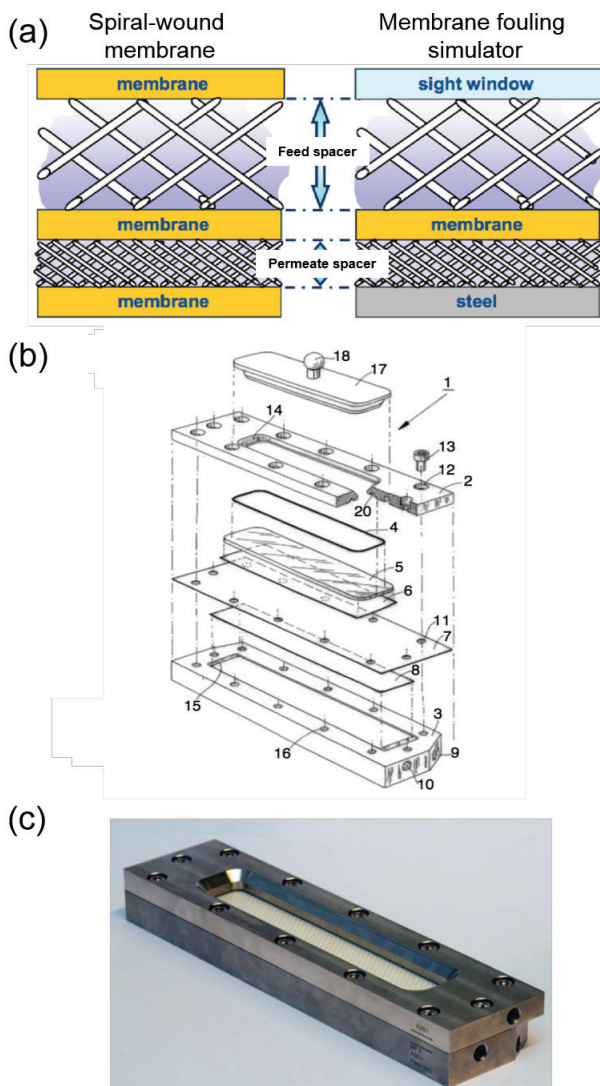 (a)
Spiral-wound
membrane
Membrane fouling
simulator
membrane
sight window
Feed spacer
membrane
membrane
Permeate spacer
membrane
steel
(b)
18
17
1
14
13
12
2
20
4
5
6
11
7
8
15
3
16
9
10
(c)
A001